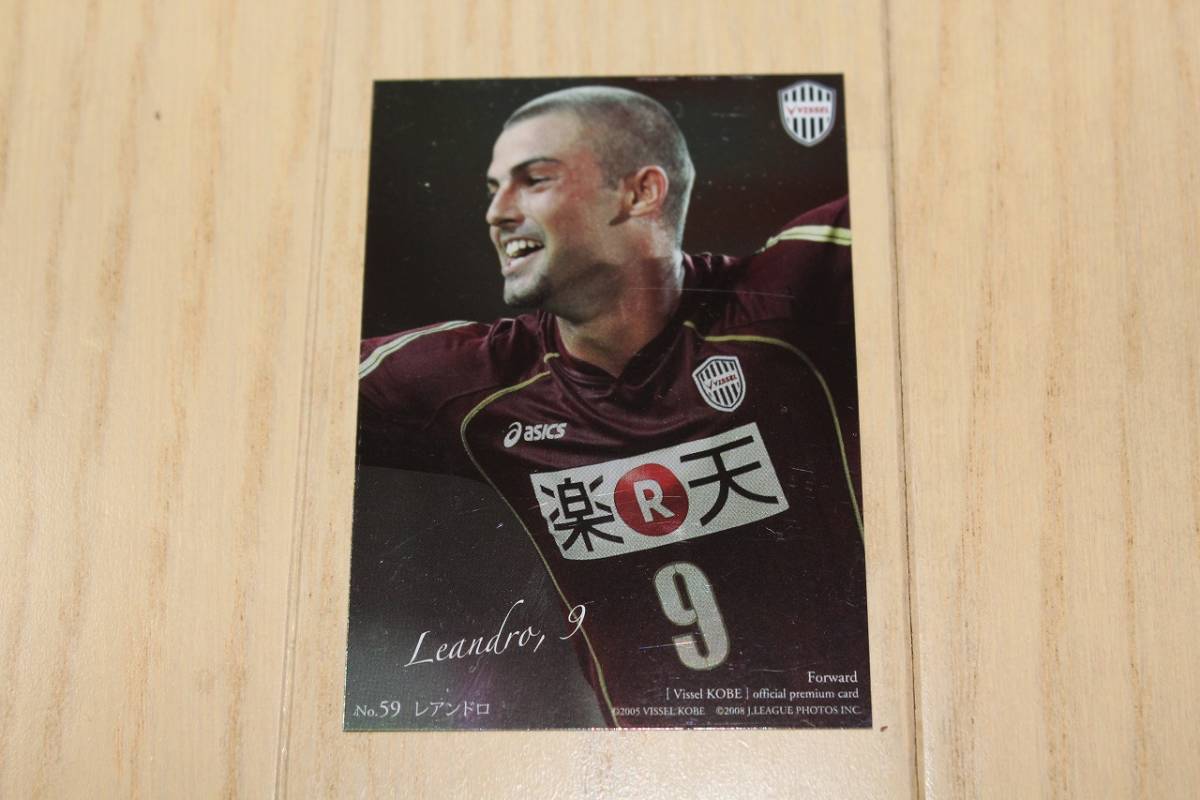 VISSEL
VISSEL
asics
楽R天
9
Leandro, 9
Forward
[ Vissel KOBE ] official premium card
No.59 レアンドロ
©2005 VISSEL KOBE ©2008 J.LEAGUE PHOTOS INC.